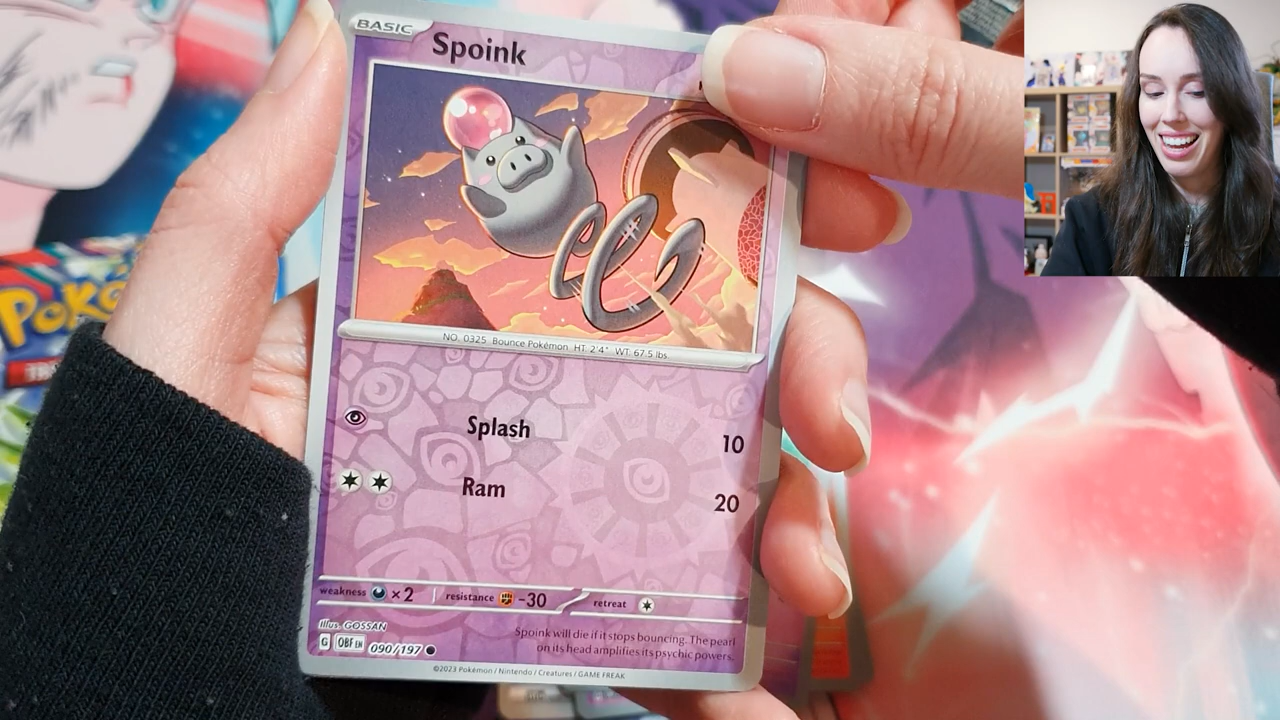 BASIC
Spoink
NO. 0325 Bounce Pokémon HT: 2'4" WT: 67.5 lbs.
Splash 10
Ram 20
weakness ×2 resistance -30 retreat
Illus. GOSSAN
G OBF EN 090/197
Spoink will die if it stops bouncing. The pearl
on its head amplifies its psychic powers.
©2023 Pokémon / Nintendo / Creatures / GAME FREAK